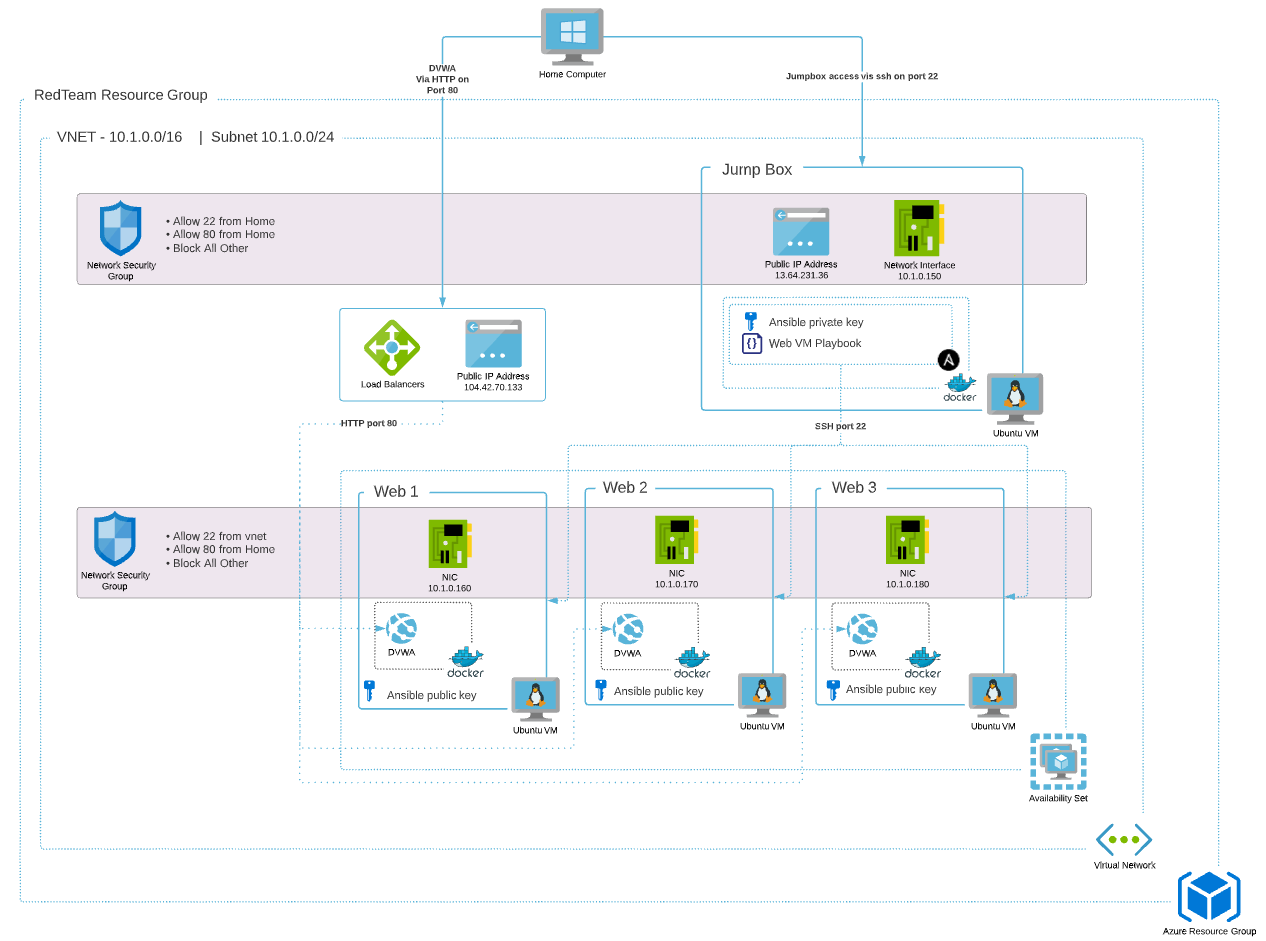 Home Computer
DVWA
Via HTTP on
Port 80
Jumpbox access vis ssh on port 22
RedTeam Resource Group
VNET - 10.1.0.0/16 | Subnet 10.1.0.0/24
Jump Box
Network Security
Group
• Allow 22 from Home
• Allow 80 from Home
• Block All Other
Public IP Address
13.64.231.36
Network Interface
10.1.0.150
Load Balancers
Public IP Address
104.42.70.133
Ansible private key
{}
Web VM Playbook
A
docker
Ubuntu VM
HTTP port 80
SSH port 22
Web 1
Web 2
Web 3
Network Security
Group
• Allow 22 from vnet
• Allow 80 from Home
• Block All Other
NIC
10.1.0.160
NIC
10.1.0.170
NIC
10.1.0.180
DVWA
docker
Ansible public key
Ubuntu VM
DVWA
docker
Ansible public key
Ubuntu VM
DVWA
docker
Ansible public key
Ubuntu VM
Availability Set
Virtual Network
Azure Resource Group